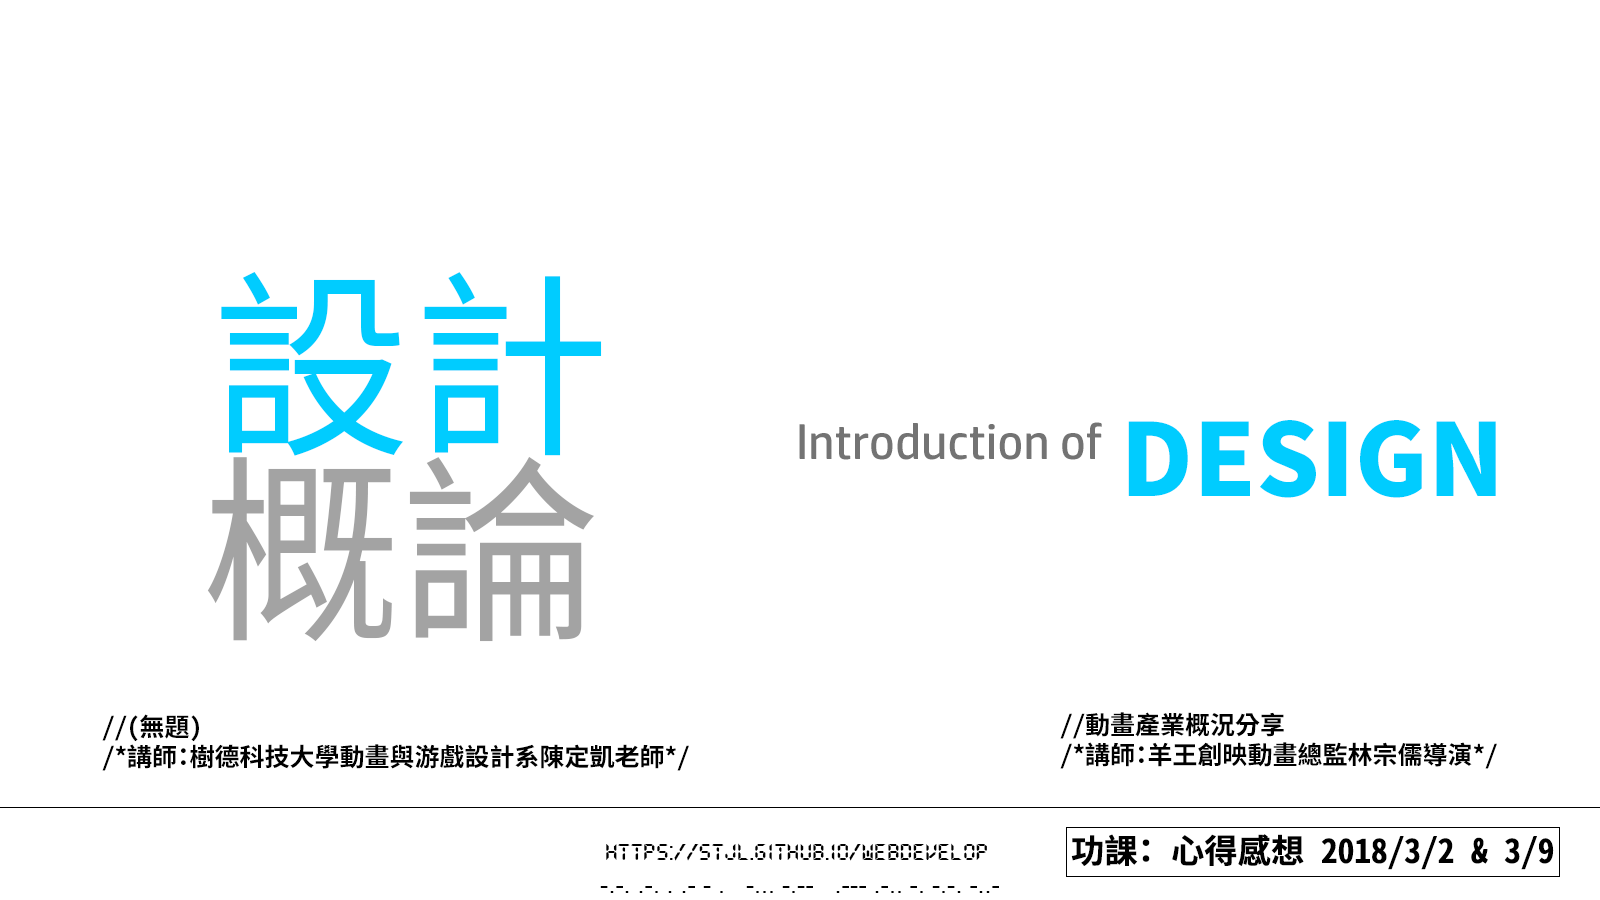 設計
概論
Introduction of DESIGN
//(無題)
/*講師:樹德科技大學動畫與游戲設計系陳定凱老師*/
//動畫產業概況分享
/*講師:羊王創映動畫總監林宗儒導演*/
HTTPS://STJL.GITHUB.IO/WEBDEVELOP
-.-. .-. . .- - .   -... -.--   .--- .-.. -. -.-. -..-
功課：心得感想 2018/3/2 & 3/9